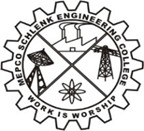 MEPCO SCHLENK ENGINEERING COLLEGE
WORK IS WORSHIP